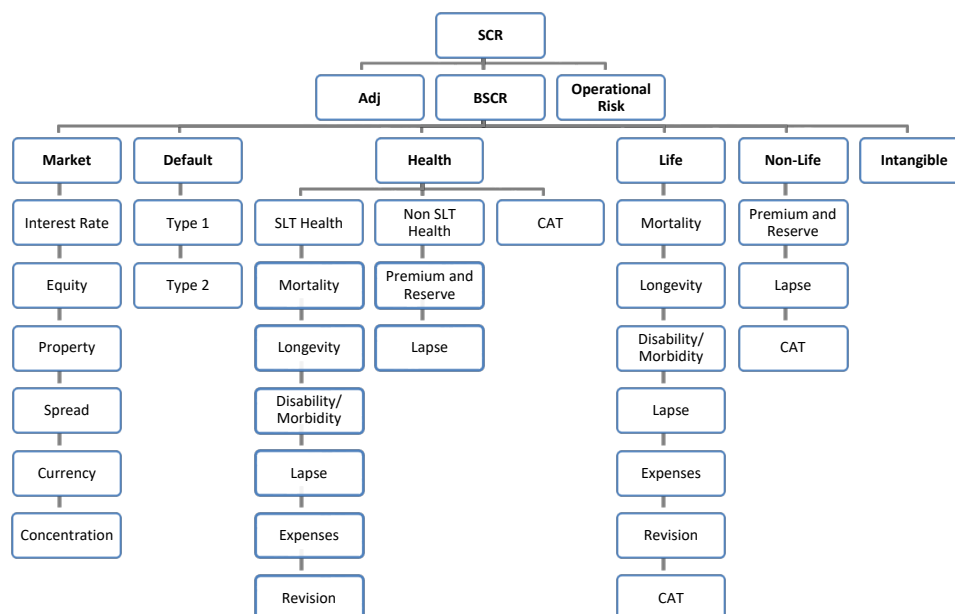 SCR
Adj
BSCR
Operational
Risk
Market
Default
Health
Life
Non-Life
Intangible
Interest Rate
Type 1
SLT Health
Non SLT
Health
CAT
Mortality
Premium and
Reserve
Equity
Type 2
Mortality
Premium and
Reserve
Longevity
Lapse
Property
Longevity
Lapse
Disability/
Morbidity
CAT
Spread
Disability/
Morbidity
Lapse
Currency
Lapse
Expenses
Concentration
Expenses
Revision
Revision
CAT